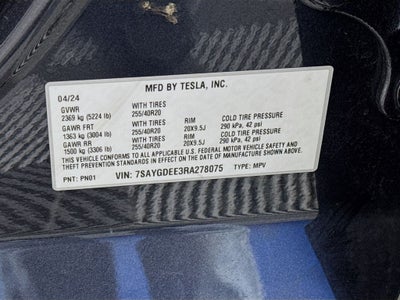 MFD BY TESLA, INC.
04/24
GVWR WITH TIRES
2369 kg (5224 lb) 255/40R20
GAWR FRT WITH TIRES RIM COLD TIRE PRESSURE
1363 kg (3004 lb) 255/40R20 20X9.5J 290 kPa, 42 psi
GAWR RR WITH TIRES RIM COLD TIRE PRESSURE
1500 kg (3306 lb) 255/40R20 20X9.5J 290 kPa, 42 psi
THIS VEHICLE CONFORMS TO ALL APPLICABLE U.S. FEDERAL MOTOR VEHICLE SAFETY AND
THEFT PREVENTION STANDARDS IN EFFECT ON THE DATE OF MANUFACTURE SHOWN ABOVE.
VIN: 7SAYGDEE3RA278075 TYPE: MPV
PNT: PN01